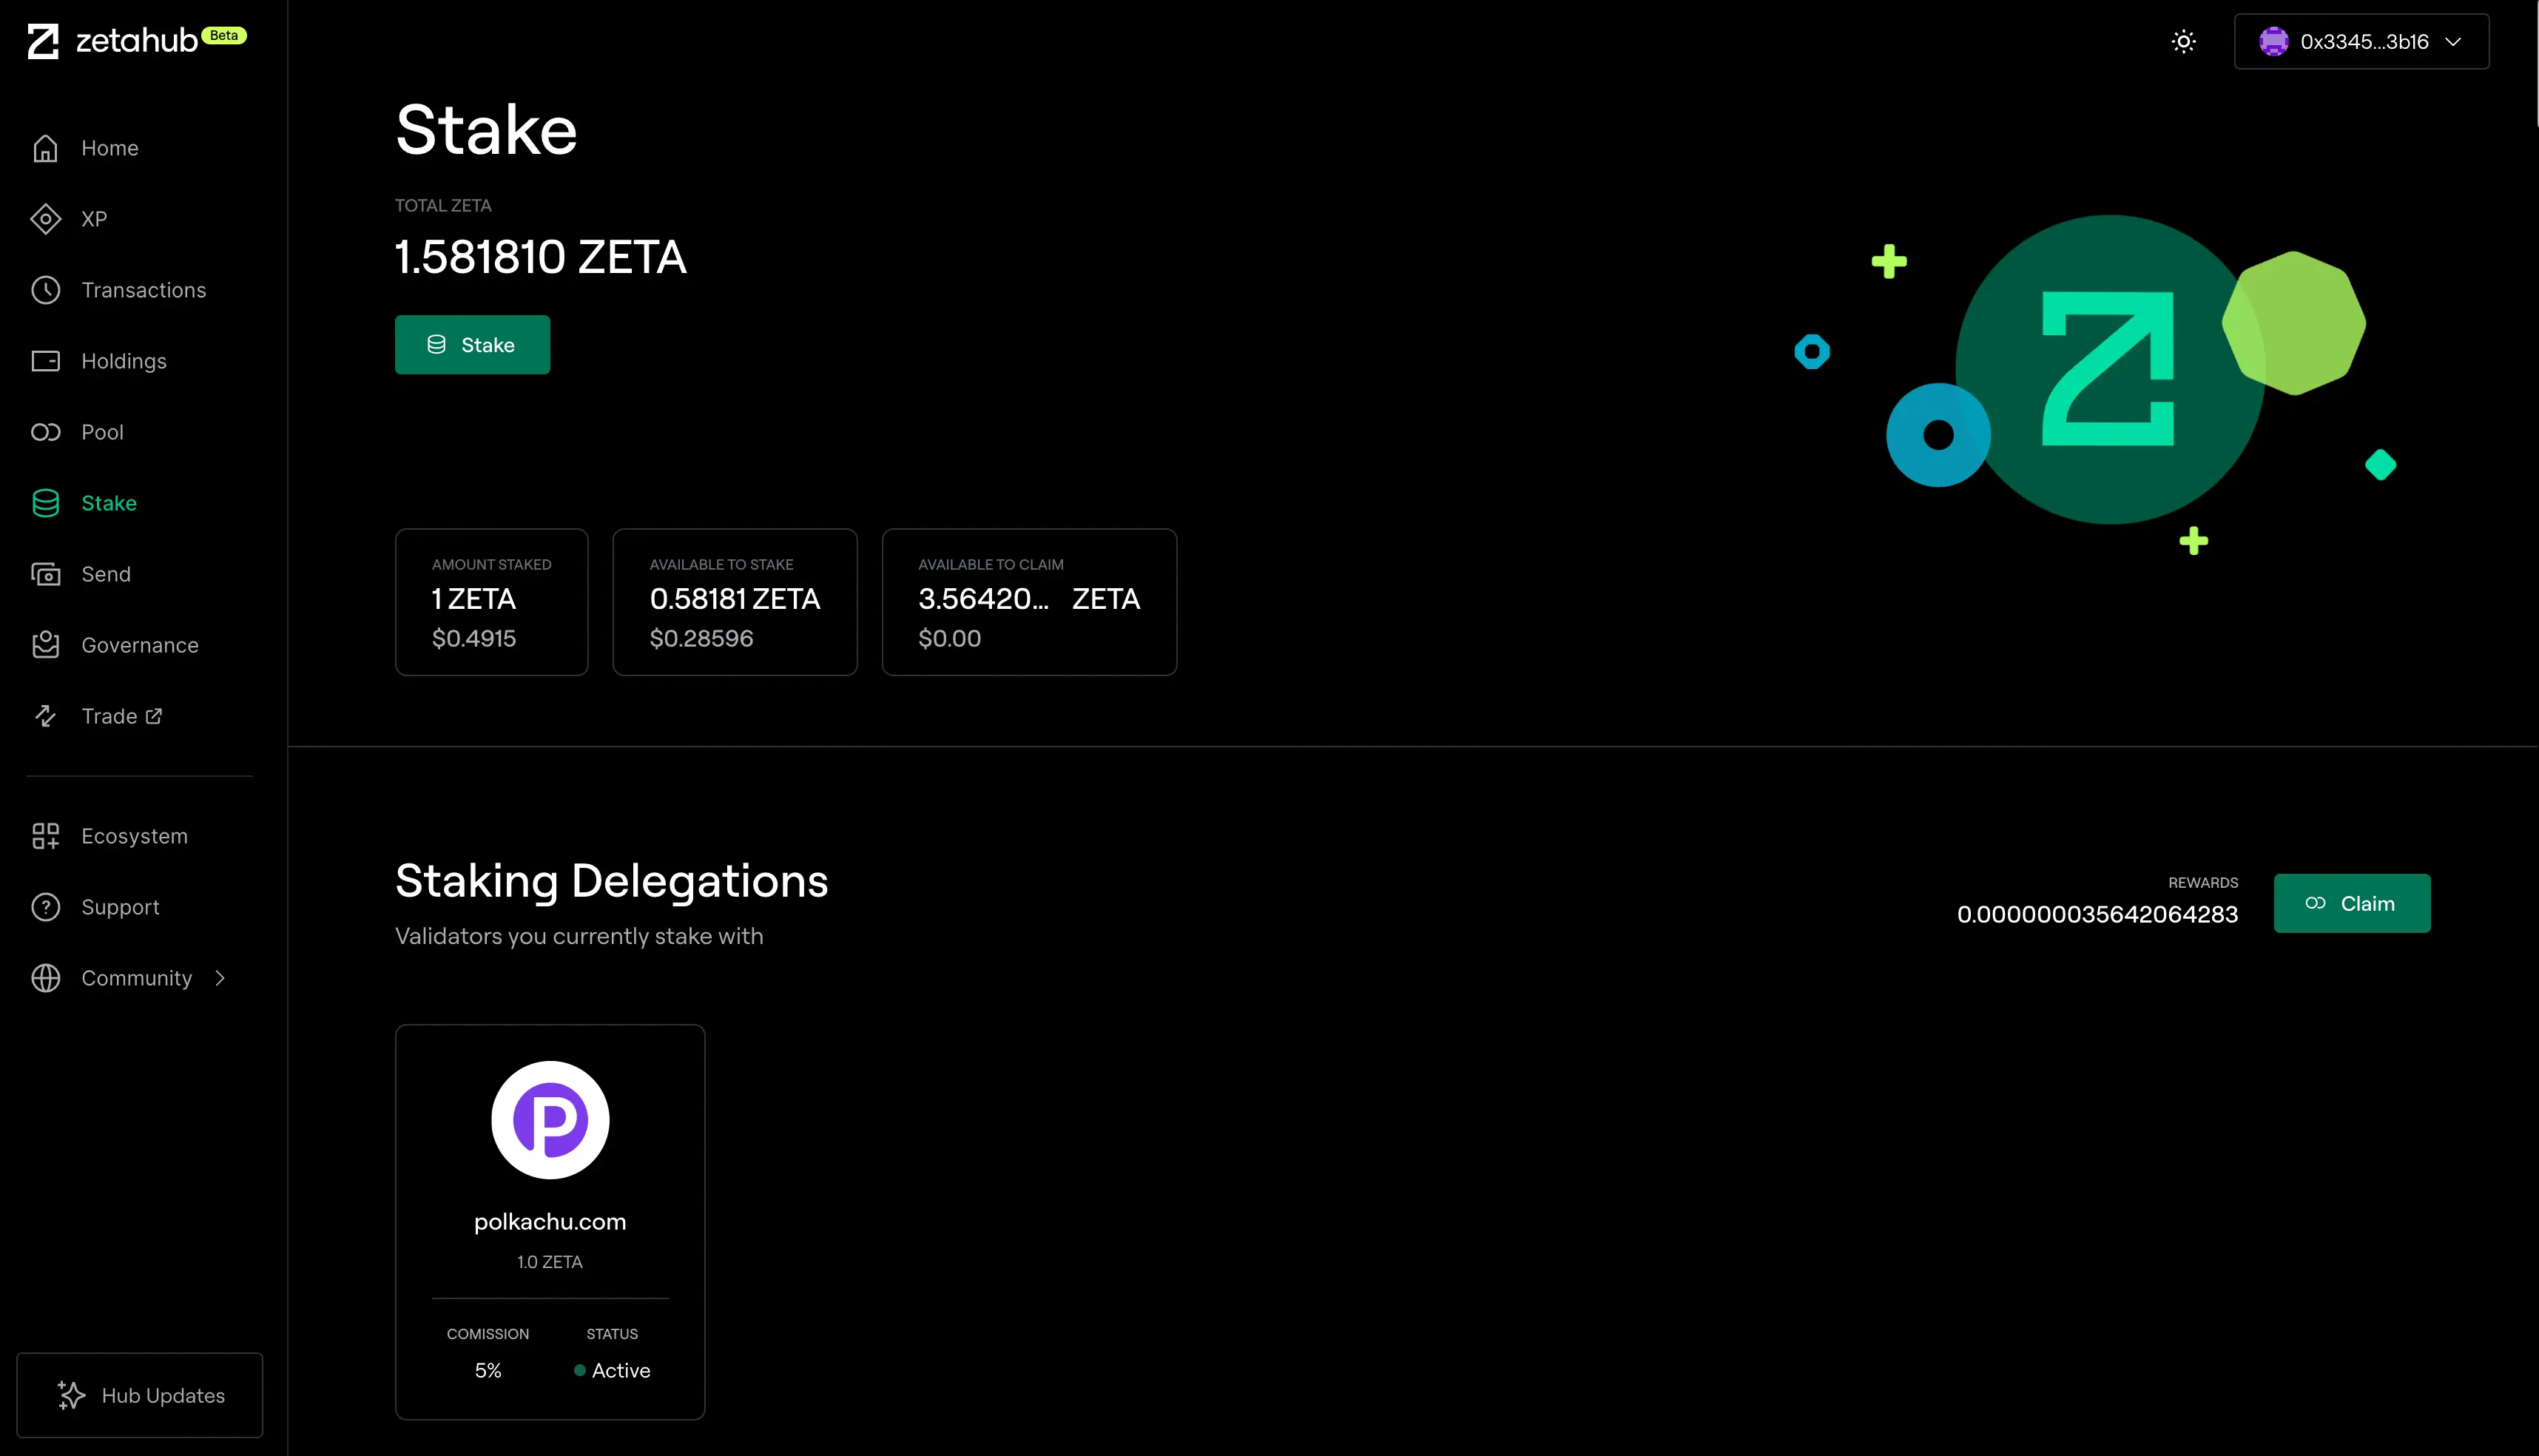 zetahub Beta
0x3345...3b16
Home
XP
Transactions
Holdings
Pool
Stake
Send
Governance
Trade
Ecosystem
Support
Community
Hub Updates
Stake
TOTAL ZETA
1.581810 ZETA
Stake
AMOUNT STAKED
1 ZETA
$0.4915
AVAILABLE TO STAKE
0.58181 ZETA
$0.28596
AVAILABLE TO CLAIM
3.56420... ZETA
$0.00
Staking Delegations
Validators you currently stake with
REWARDS
0.000000035642064283
Claim
P
polkachu.com
1.0 ZETA
COMISSION STATUS
5% Active